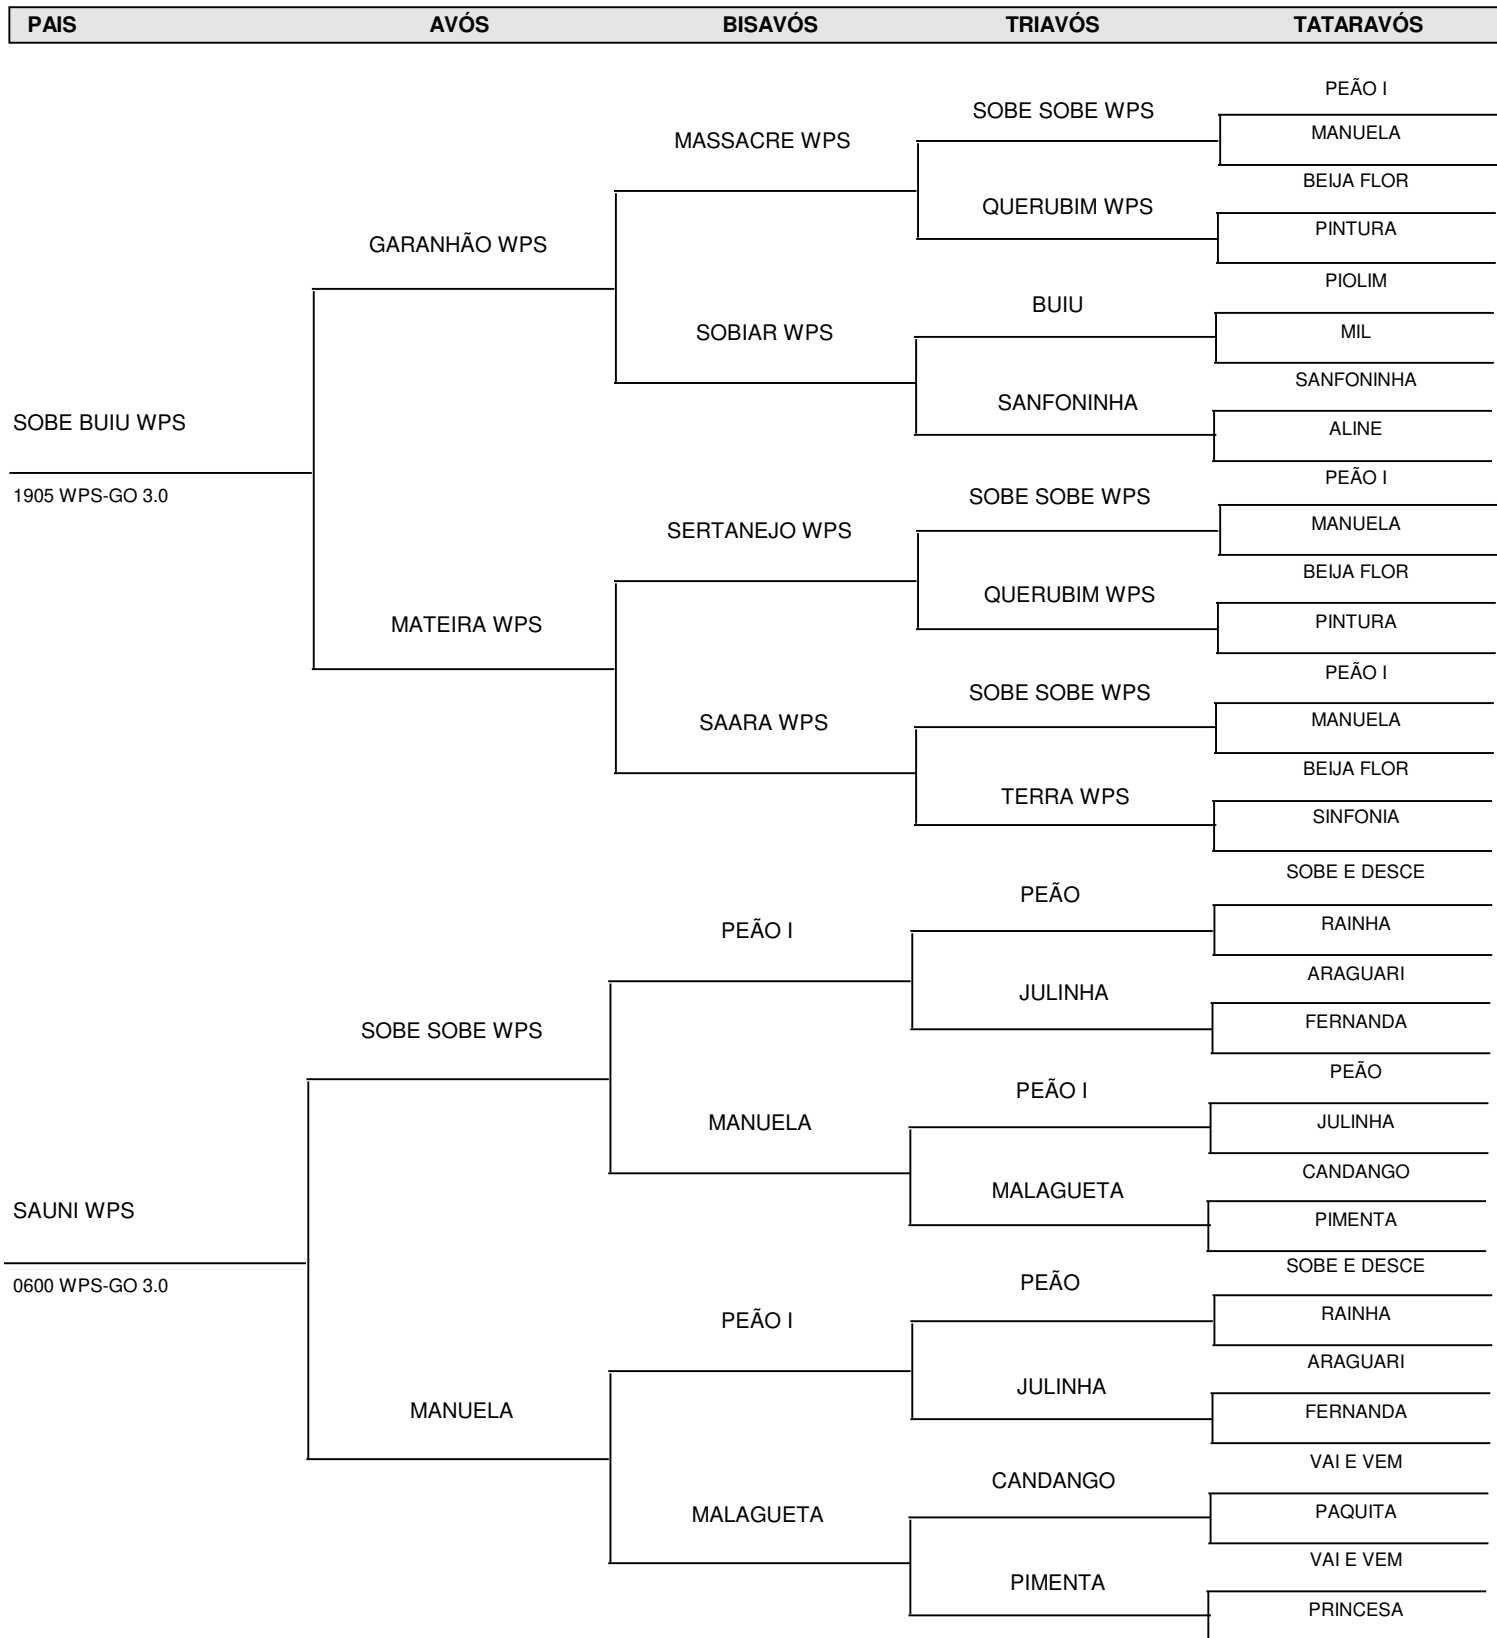 PAIS AVÓS BISAVÓS TRIAVÓS TATARAVÓS
PEÃO I
SOBE SOBE WPS
MANUELA
MASSACRE WPS
BEIJA FLOR
QUERUBIM WPS
PINTURA
GARANHÃO WPS
PIOLIM
BUIU
SOBIAR WPS
MIL
SANFONINHA
SANFONINHA
SOBE BUIU WPS
ALINE
PEÃO I
1905 WPS-GO 3.0
SOBE SOBE WPS
SERTANEJO WPS
MANUELA
BEIJA FLOR
QUERUBIM WPS
MATEIRA WPS
PINTURA
PEÃO I
SOBE SOBE WPS
SAARA WPS
MANUELA
BEIJA FLOR
TERRA WPS
SINFONIA
SOBE E DESCE
PEÃO
PEÃO I
RAINHA
ARAGUARI
JULINHA
SOBE SOBE WPS
FERNANDA
PEÃO
PEÃO I
MANUELA
JULINHA
CANDANGO
MALAGUETA
SAUNI WPS
PIMENTA
SOBE E DESCE
0600 WPS-GO 3.0
PEÃO
PEÃO I
RAINHA
ARAGUARI
JULINHA
MANUELA
FERNANDA
VAI E VEM
CANDANGO
MALAGUETA
PAQUITA
VAI E VEM
PIMENTA
PRINCESA